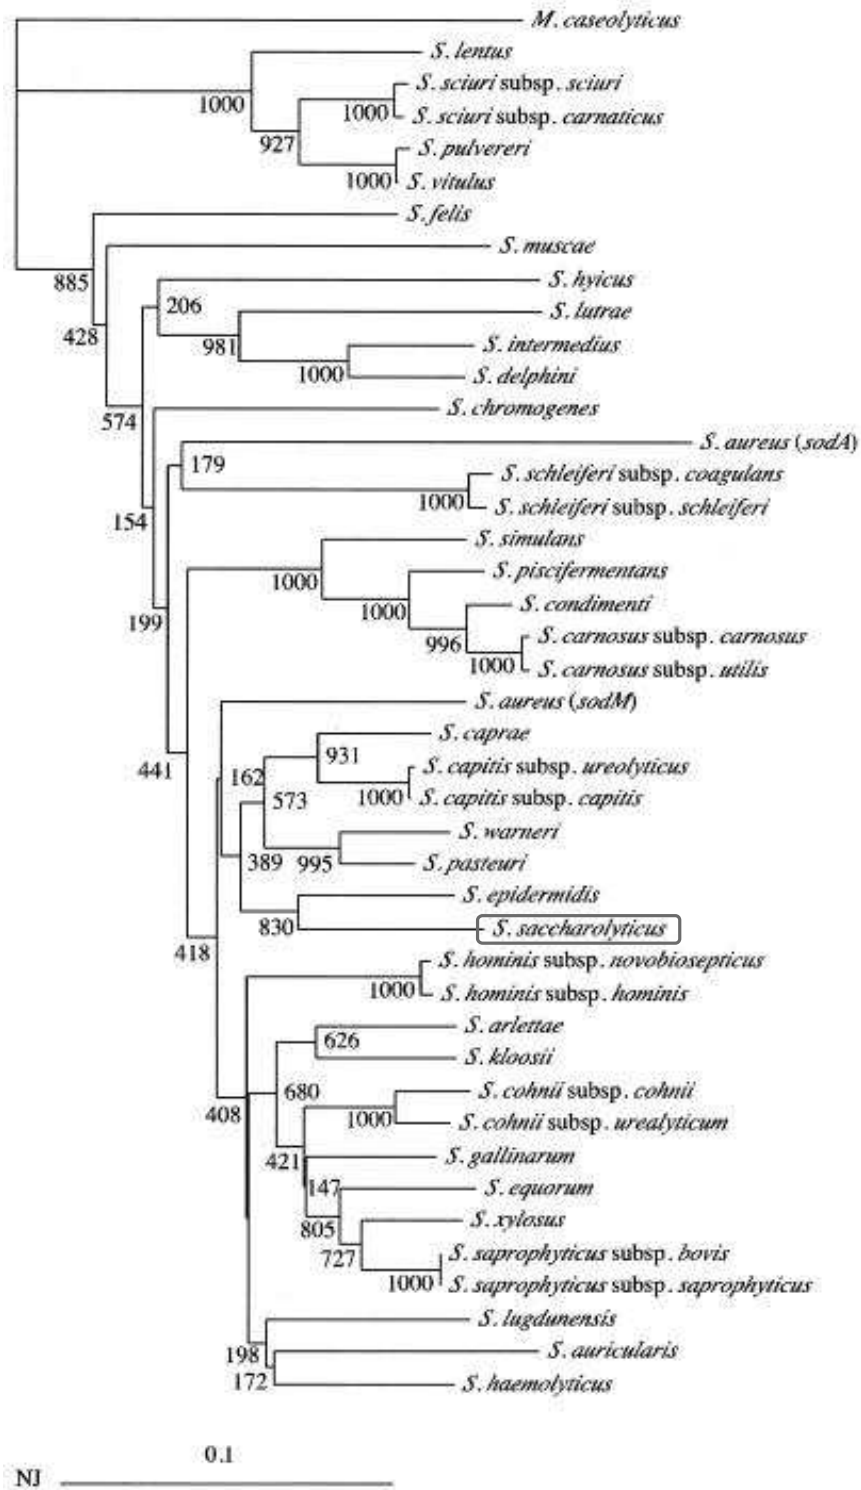 M. caseolyticus
S. lentus
S. sciuri subsp. sciuri
1000
1000
S. sciuri subsp. carnaticus
927
S. pulvereri
1000
S. vitulus
S. felis
S. muscae
885
S. hyicus
206
S. lutrae
428
981
S. intermedius
1000
S. delphini
574
S. chromogenes
S. aureus (sodA)
179
S. schleiferi subsp. coagulans
1000
S. schleiferi subsp. schleiferi
154
S. simulans
1000
S. piscifermentans
1000
S. condimenti
199
996
S. carnosus subsp. carnosus
1000
S. carnosus subsp. utilis
S. aureus (sodM)
S. caprae
931
441
162
S. capitis subsp. ureolyticus
573
1000
S. capitis subsp. capitis
S. warneri
389
995
S. pasteuri
S. epidermidis
830
S. saccharolyticus
418
S. hominis subsp. novobiosepticus
1000
S. hominis subsp. hominis
S. arlettae
626
S. kloosii
680
S. cohnii subsp. cohnii
408
1000
S. cohnii subsp. urealyticum
421
S. gallinarum
147
S. equorum
805
S. xylosus
727
S. saprophyticus subsp. bovis
1000
S. saprophyticus subsp. saprophyticus
S. lugdunensis
198
S. auricularis
172
S. haemolyticus
0.1
NJ